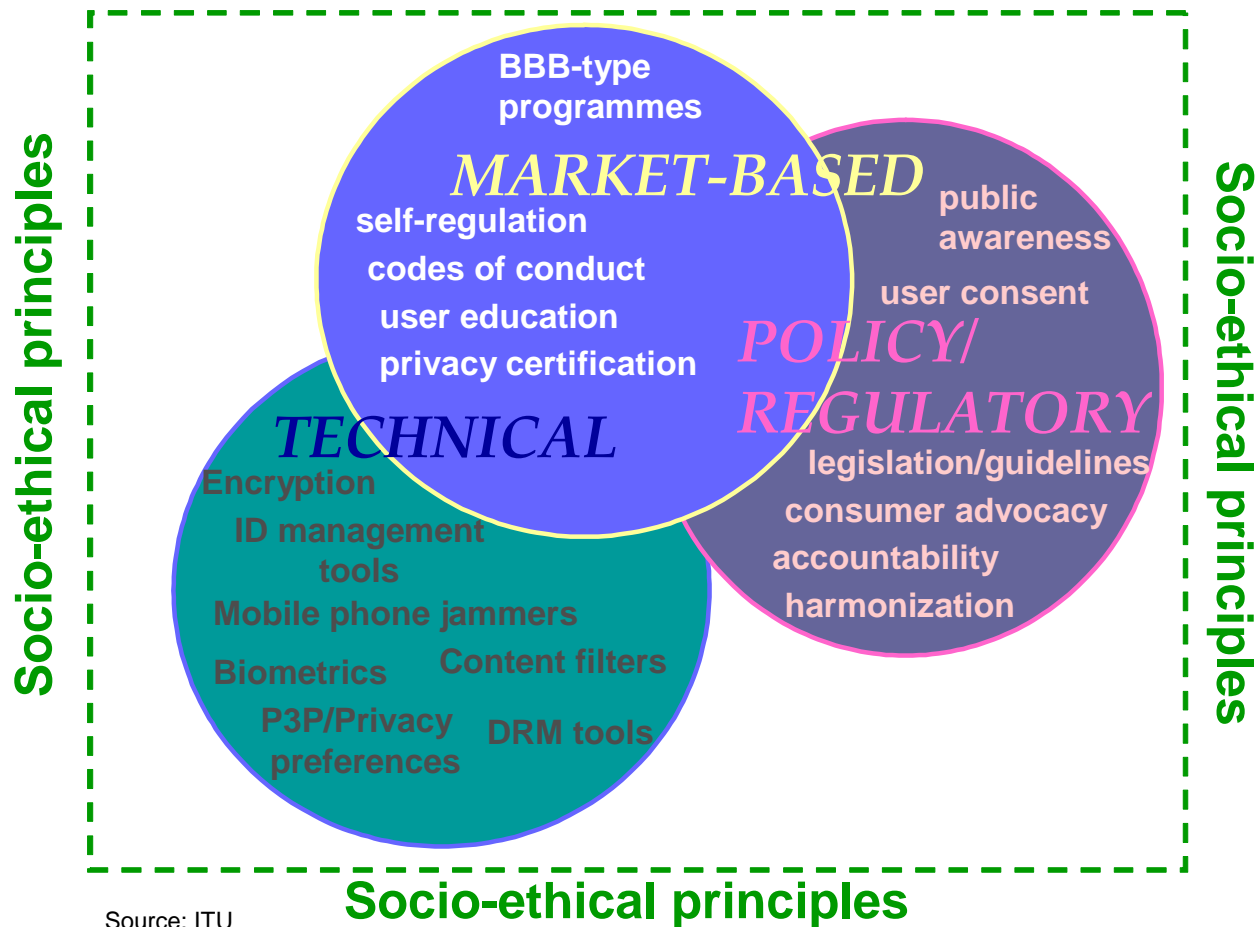 BBB-type
programmes
MARKET-BASED
self-regulation
codes of conduct
user education
privacy certification
public
awareness
user consent
POLICY/
REGULATORY
legislation/guidelines
consumer advocacy
accountability
harmonization
TECHNICAL
Encryption
ID management
tools
Mobile phone jammers
Biometrics
Content filters
P3P/Privacy
preferences
DRM tools
Socio-ethical principles
Socio-ethical principles
Socio-ethical principles
Source: ITU